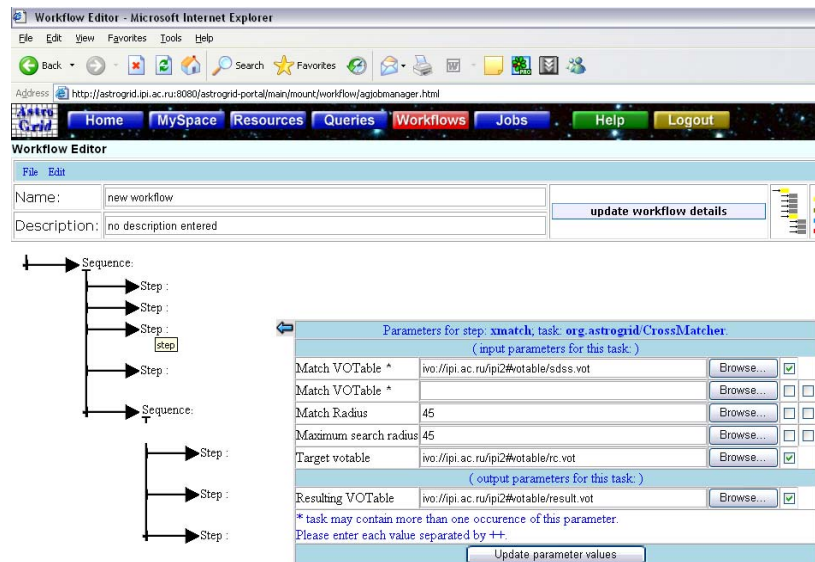 Workflow Editor - Microsoft Internet Explorer
File Edit View Favorites Tools Help
Back Search Favorites
Address http://astrogrid.ipi.ac.ru:8080/astrogrid-portal/main/mount/workflow/agjobmanager.html
Astro Grid Home MySpace Resources Queries Workflows Jobs Help Logout
Workflow Editor
File Edit
Name: new workflow
update workflow details
Description: no description entered
Sequence:
Step :
Step :
Step :
step
Step :
Sequence:
Step :
Step :
Step :
Parameters for step: xmatch; task: org.astrogrid/CrossMatcher.
( input parameters for this task: )
Match VOTable * ivo://ipi.ac.ru/ipi2#votable/sdss.vot Browse...
Match VOTable * Browse...
Match Radius 45 Browse...
Maximum search radius 45 Browse...
Target votable ivo://ipi.ac.ru/ipi2#votable/rc.vot Browse...
( output parameters for this task: )
Resulting VOTable ivo://ipi.ac.ru/ipi2#votable/result.vot Browse...
* task may contain more than one occurence of this parameter.
Please enter each value separated by ++.
Update parameter values